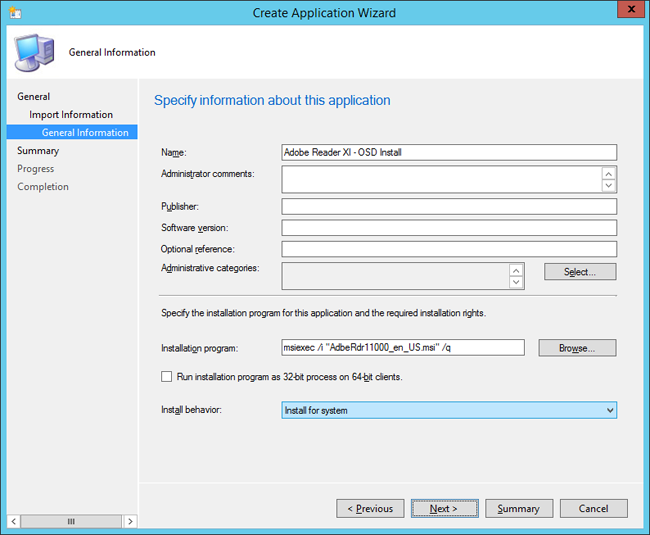 Create Application Wizard
General Information
General
Import Information
General Information
Summary
Progress
Completion
Specify information about this application
Name: Adobe Reader XI - OSD Install
Administrator comments:
Publisher:
Software version:
Optional reference:
Administrative categories: Select...
Specify the installation program for this application and the required installation rights.
Installation program: msiexec /i "AdbeRdr11000_en_US.msi" /q Browse...
Run installation program as 32-bit process on 64-bit clients.
Install behavior: Install for system
< Previous Next > Summary Cancel